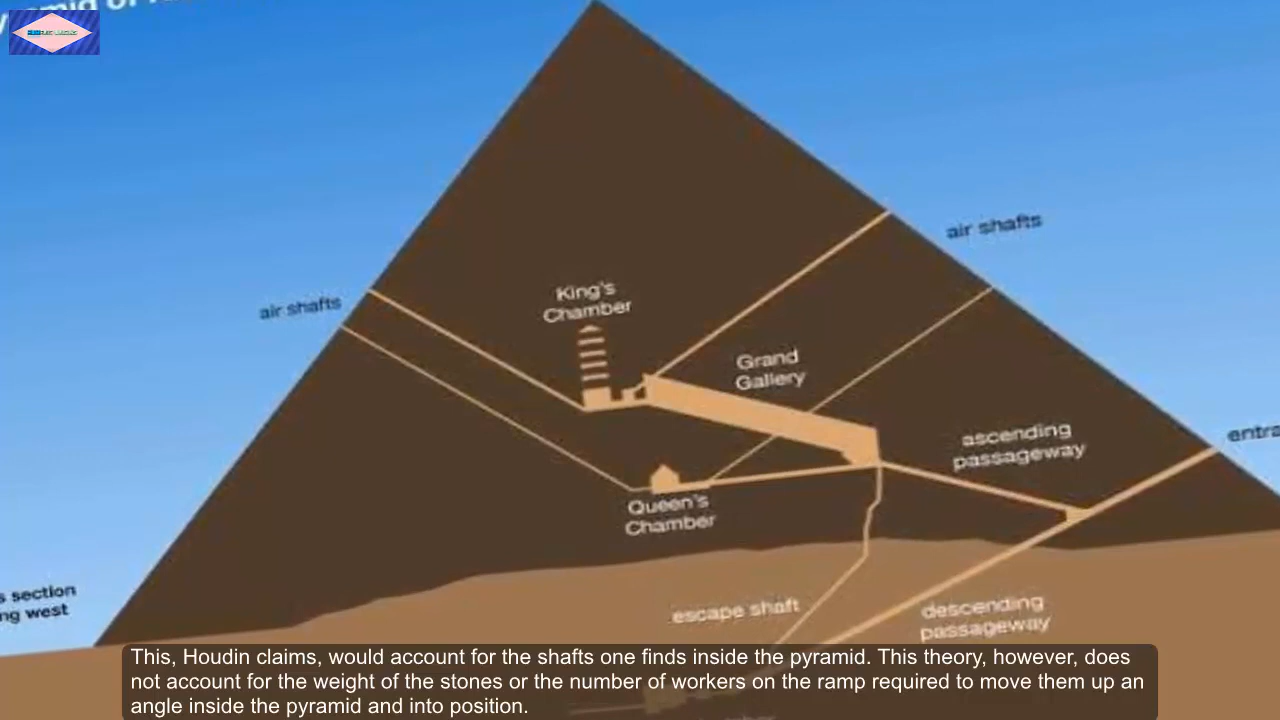 air shafts
air shafts
King's
Chamber
Grand
Gallery
ascending
passageway
Queen's
Chamber
section
west
escape shaft
descending
passageway
This, Houdin claims, would account for the shafts one finds inside the pyramid. This theory, however, does
not account for the weight of the stones or the number of workers on the ramp required to move them up an
angle inside the pyramid and into position.